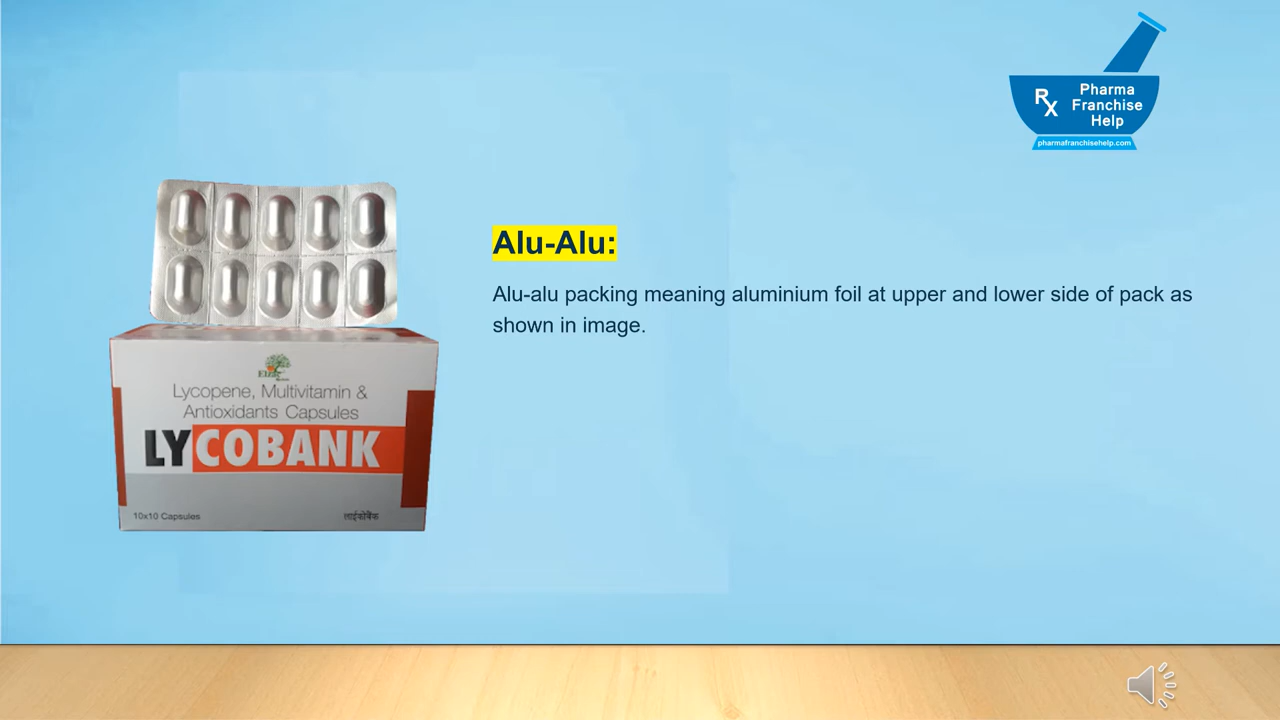 Rx
Pharma
Franchise
Help
pharmafranchisehelp.com
Alu-Alu:
Alu-alu packing meaning aluminium foil at upper and lower side of pack as
shown in image.
Lycopene, Multivitamin &
Antioxidants Capsules
LYCOBANK
10x10 Capsules
लाईकोबैंक